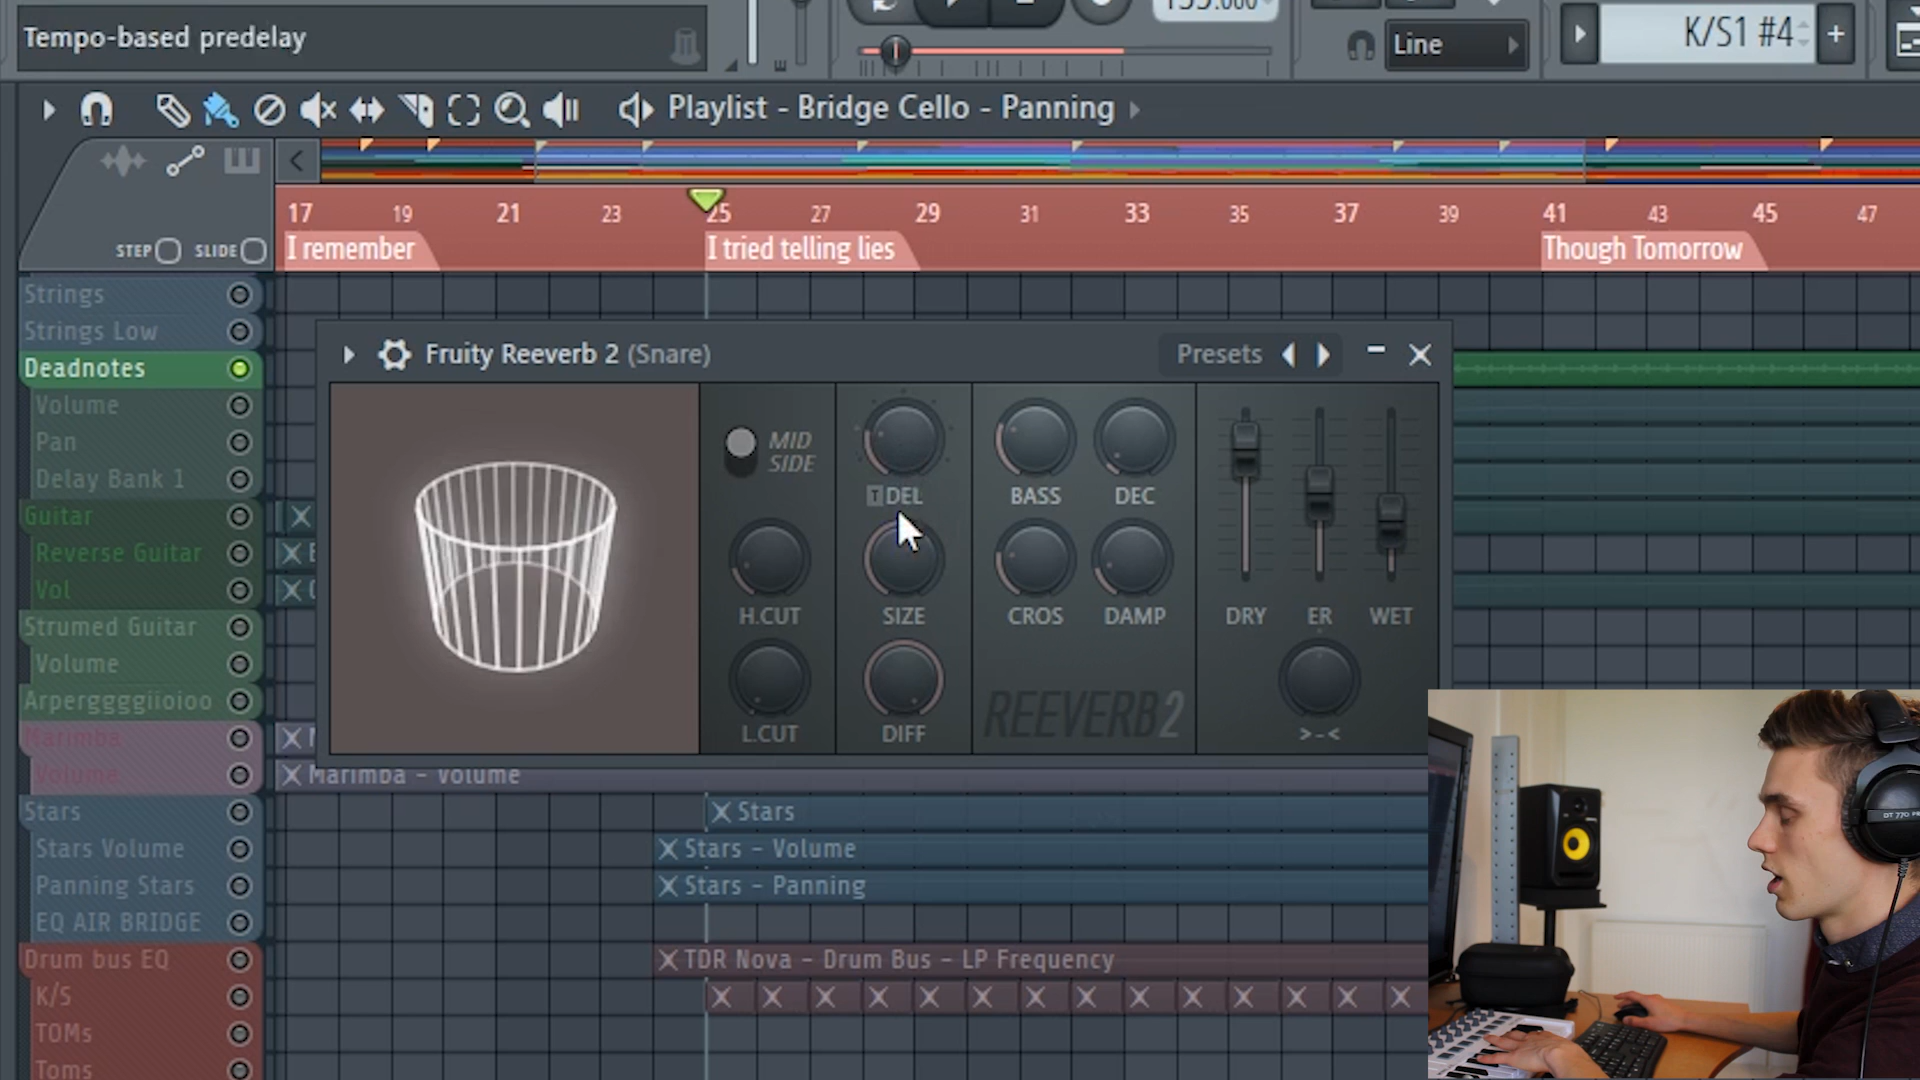 Tempo-based predelay
Line
K/S1 #4
Playlist - Bridge Cello - Panning
STEP SLIDE
17 19 21 23 25 27 29 31 33 35 37 39 41 43 45 47
I remember I tried telling lies Though Tomorrow
Strings
Strings Low
Deadnotes
Volume
Pan
Delay Bank 1
Guitar
Reverse Guitar
Vol
Strumed Guitar
Volume
Arperggggiioioo
Marimba
Volume
Stars
Stars Volume
Panning Stars
EQ AIR BRIDGE
Drum bus EQ
K/S
TOMs
Toms
Fruity Reeverb 2 (Snare)
Presets
MID
SIDE
T DEL
BASS DEC
H.CUT SIZE CROS DAMP
DRY ER WET
L.CUT DIFF
REEVERB2
>-<
Marimba - Volume
Stars
Stars - Volume
Stars - Panning
TDR Nova - Drum Bus - LP Frequency